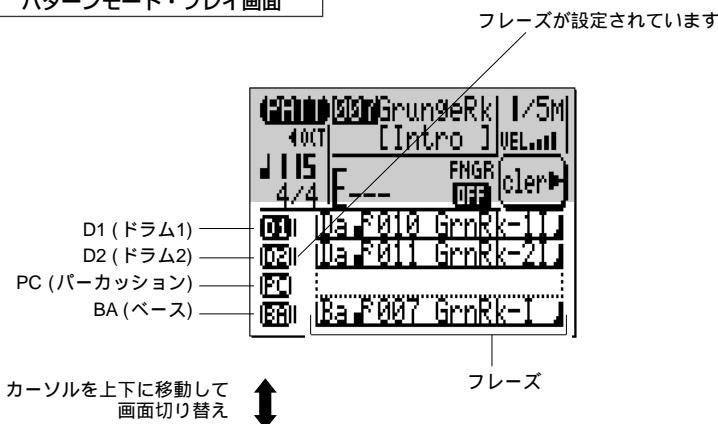 パターンモード・プレイ画面
フレーズが設定されています
PATT 007 GrungeRk 1/5M
OCT [Intro ] VEL
115 FNGR cler
4/4 E--- OFF
D1 (ドラム1) D1 Da P010 GrnRk-1I
D2 (ドラム2) D2 Da P011 GrnRk-2I
PC (パーカッション) PC
BA (ベース) BA Ba P007 GrnRk-I
カーソルを上下に移動して
画面切り替え
フレーズ